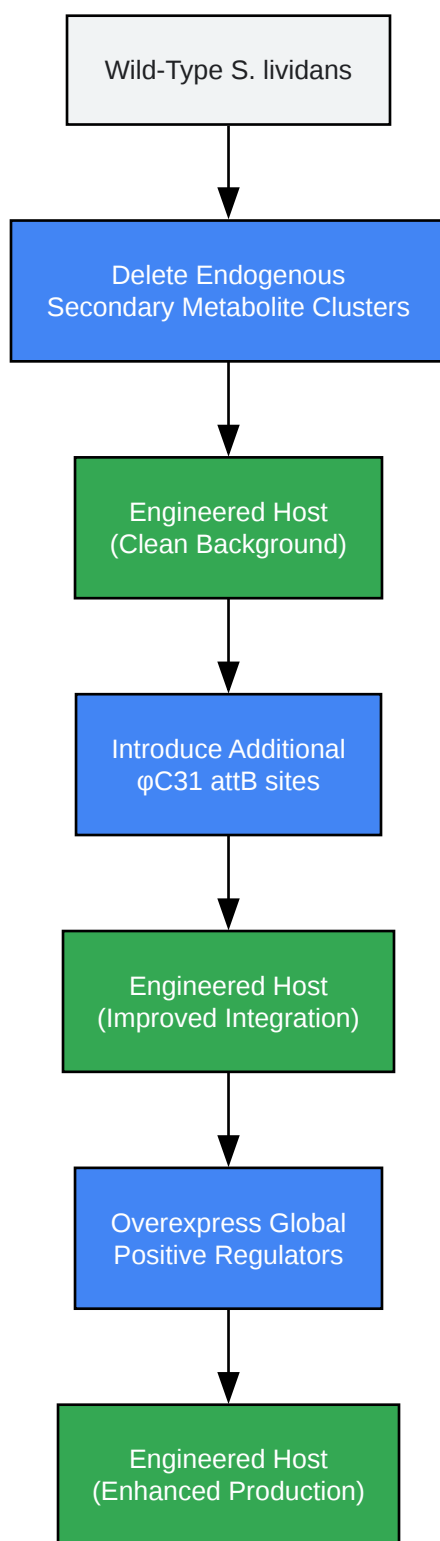 Wild-Type S. lividans
Delete Endogenous
Secondary Metabolite Clusters
Engineered Host
(Clean Background)
Introduce Additional
φC31 attB sites
Engineered Host
(Improved Integration)
Overexpress Global
Positive Regulators
Engineered Host
(Enhanced Production)